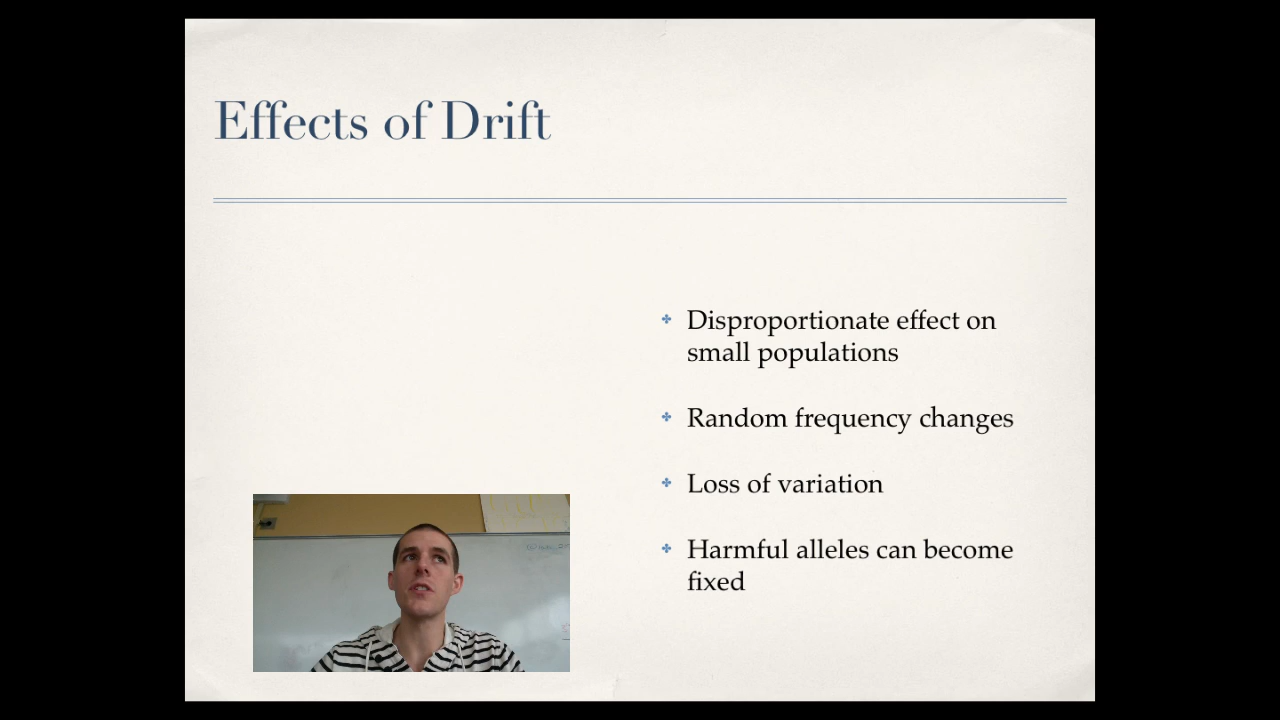 Effects of Drift
Disproportionate effect on
small populations
Random frequency changes
Loss of variation
Harmful alleles can become
fixed